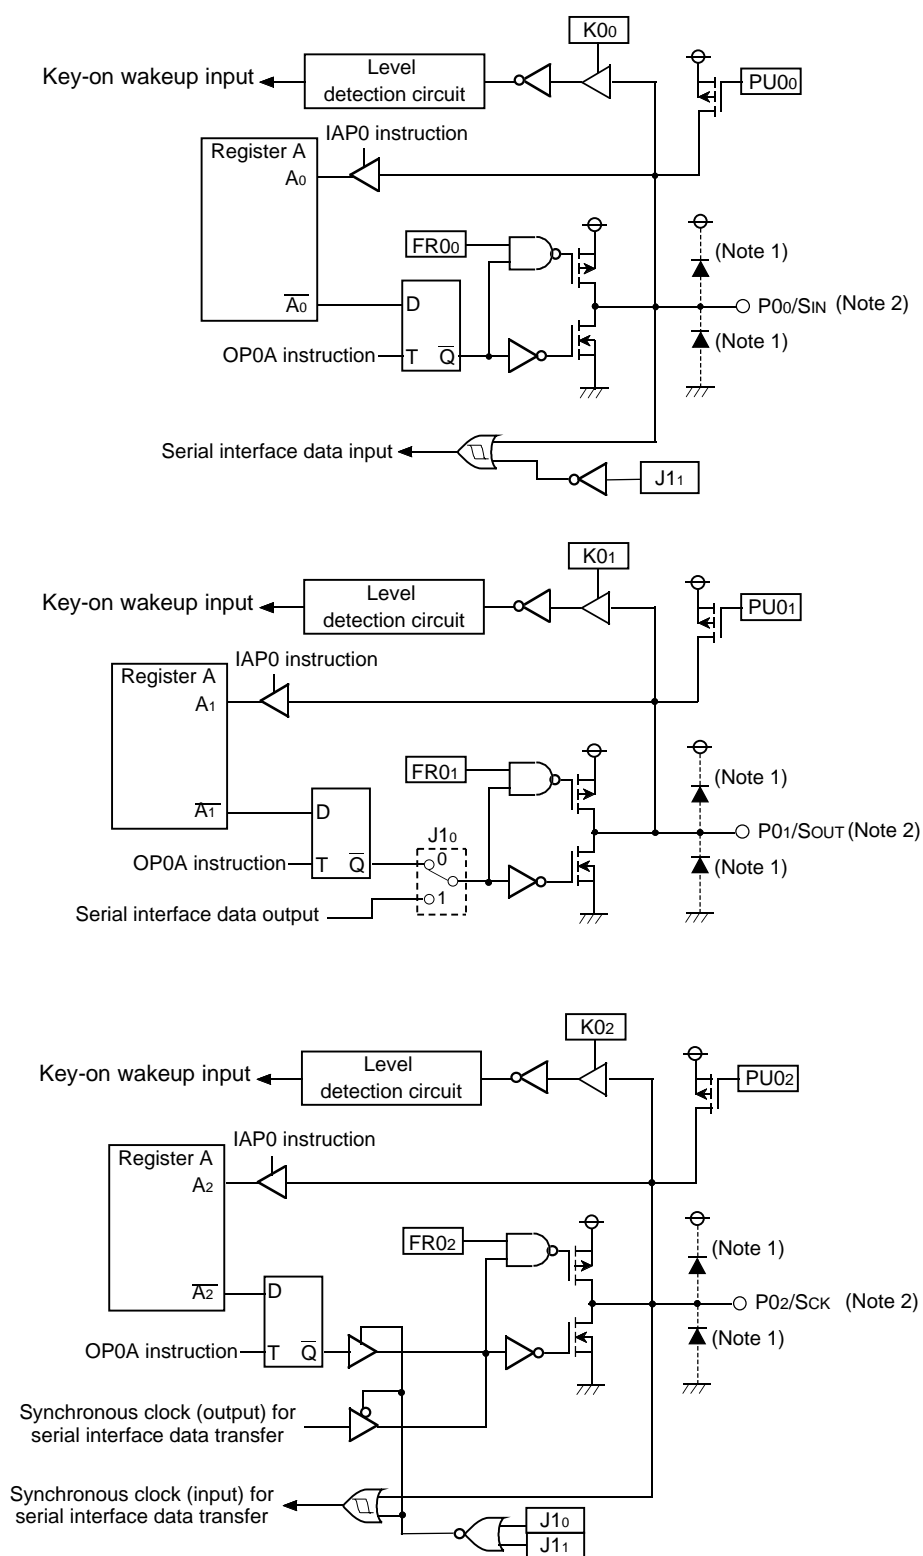 K00
Key-on wakeup input
Level
detection circuit
PU00
IAP0 instruction
Register A
A0
FR00
(Note 1)
A0
D
P00/SIN (Note 2)
OP0A instruction
T Q
(Note 1)
Serial interface data input
J11
K01
Key-on wakeup input
Level
detection circuit
PU01
IAP0 instruction
Register A
A1
FR01
(Note 1)
A1
D
J10
P01/SOUT (Note 2)
OP0A instruction
T Q
0
(Note 1)
1
Serial interface data output
K02
Key-on wakeup input
Level
detection circuit
PU02
IAP0 instruction
Register A
A2
FR02
(Note 1)
A2
D
P02/SCK (Note 2)
OP0A instruction
T Q
(Note 1)
Synchronous clock (output) for
serial interface data transfer
Synchronous clock (input) for
serial interface data transfer
J10
J11